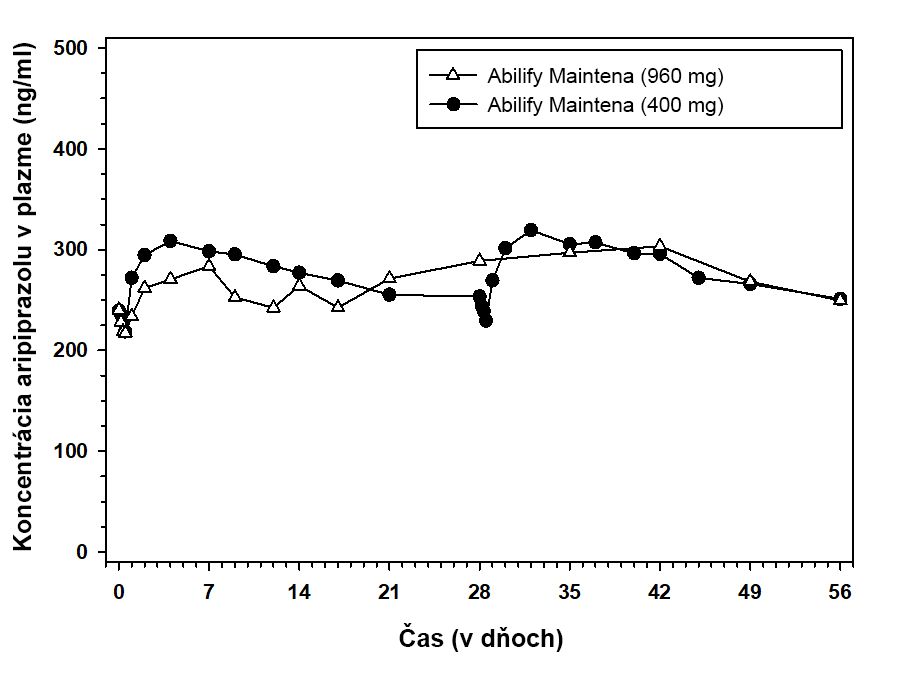 Koncentrácia aripiprazolu v plazme (ng/ml)
500
400
300
200
100
0
Abilify Maintena (960 mg)
Abilify Maintena (400 mg)
0 7 14 21 28 35 42 49 56
Čas (v dňoch)